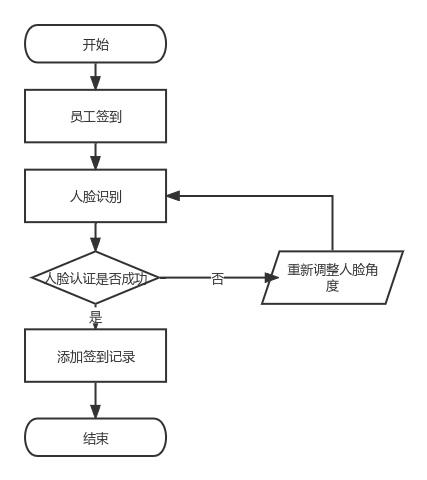 开始
员工签到
人脸识别
人脸认证是否成功
否
重新调整人脸角
度
是
添加签到记录
结束